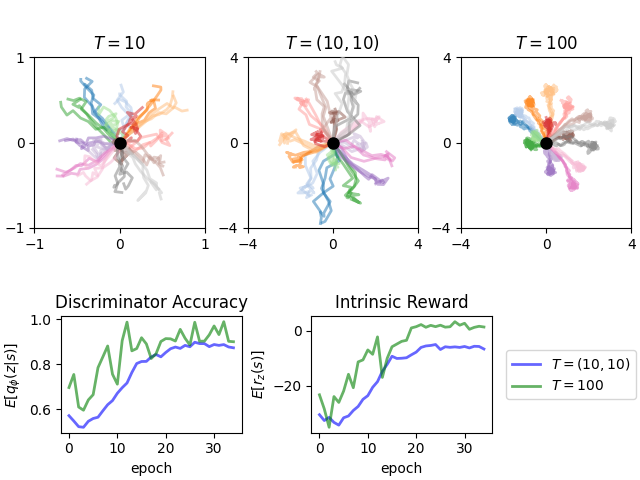 T = 10
T = (10, 10)
T = 100
1
0
−1
−1
0
1
4
0
−4
−4
0
4
4
0
−4
−4
0
4
Discriminator Accuracy
Intrinsic Reward
E[qϕ(z|s)]
1.0
0.8
0.6
0
10
20
30
epoch
E[rz(s)]
0
−20
0
10
20
30
epoch
T = (10, 10)
T = 100